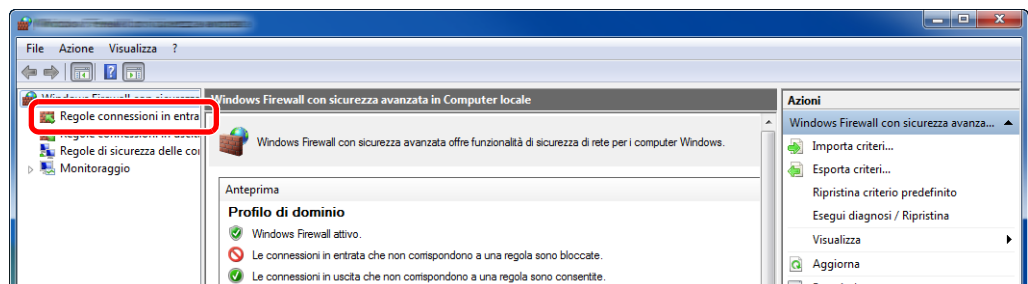 File Azione Visualizza ?
Regole connessioni in entra
Regole di sicurezza delle cor
Monitoraggio
Windows Firewall con sicurezza avanzata in Computer locale
Windows Firewall con sicurezza avanzata offre funzionalità di sicurezza di rete per i computer Windows.
Anteprima
Profilo di dominio
Windows Firewall attivo.
Le connessioni in entrata che non corrispondono a una regola sono bloccate.
Le connessioni in uscita che non corrispondono a una regola sono consentite.
Azioni
Windows Firewall con sicurezza avanza...
Importa criteri...
Esporta criteri...
Ripristina criterio predefinito
Esegui diagnosi / Ripristina
Visualizza
Aggiorna